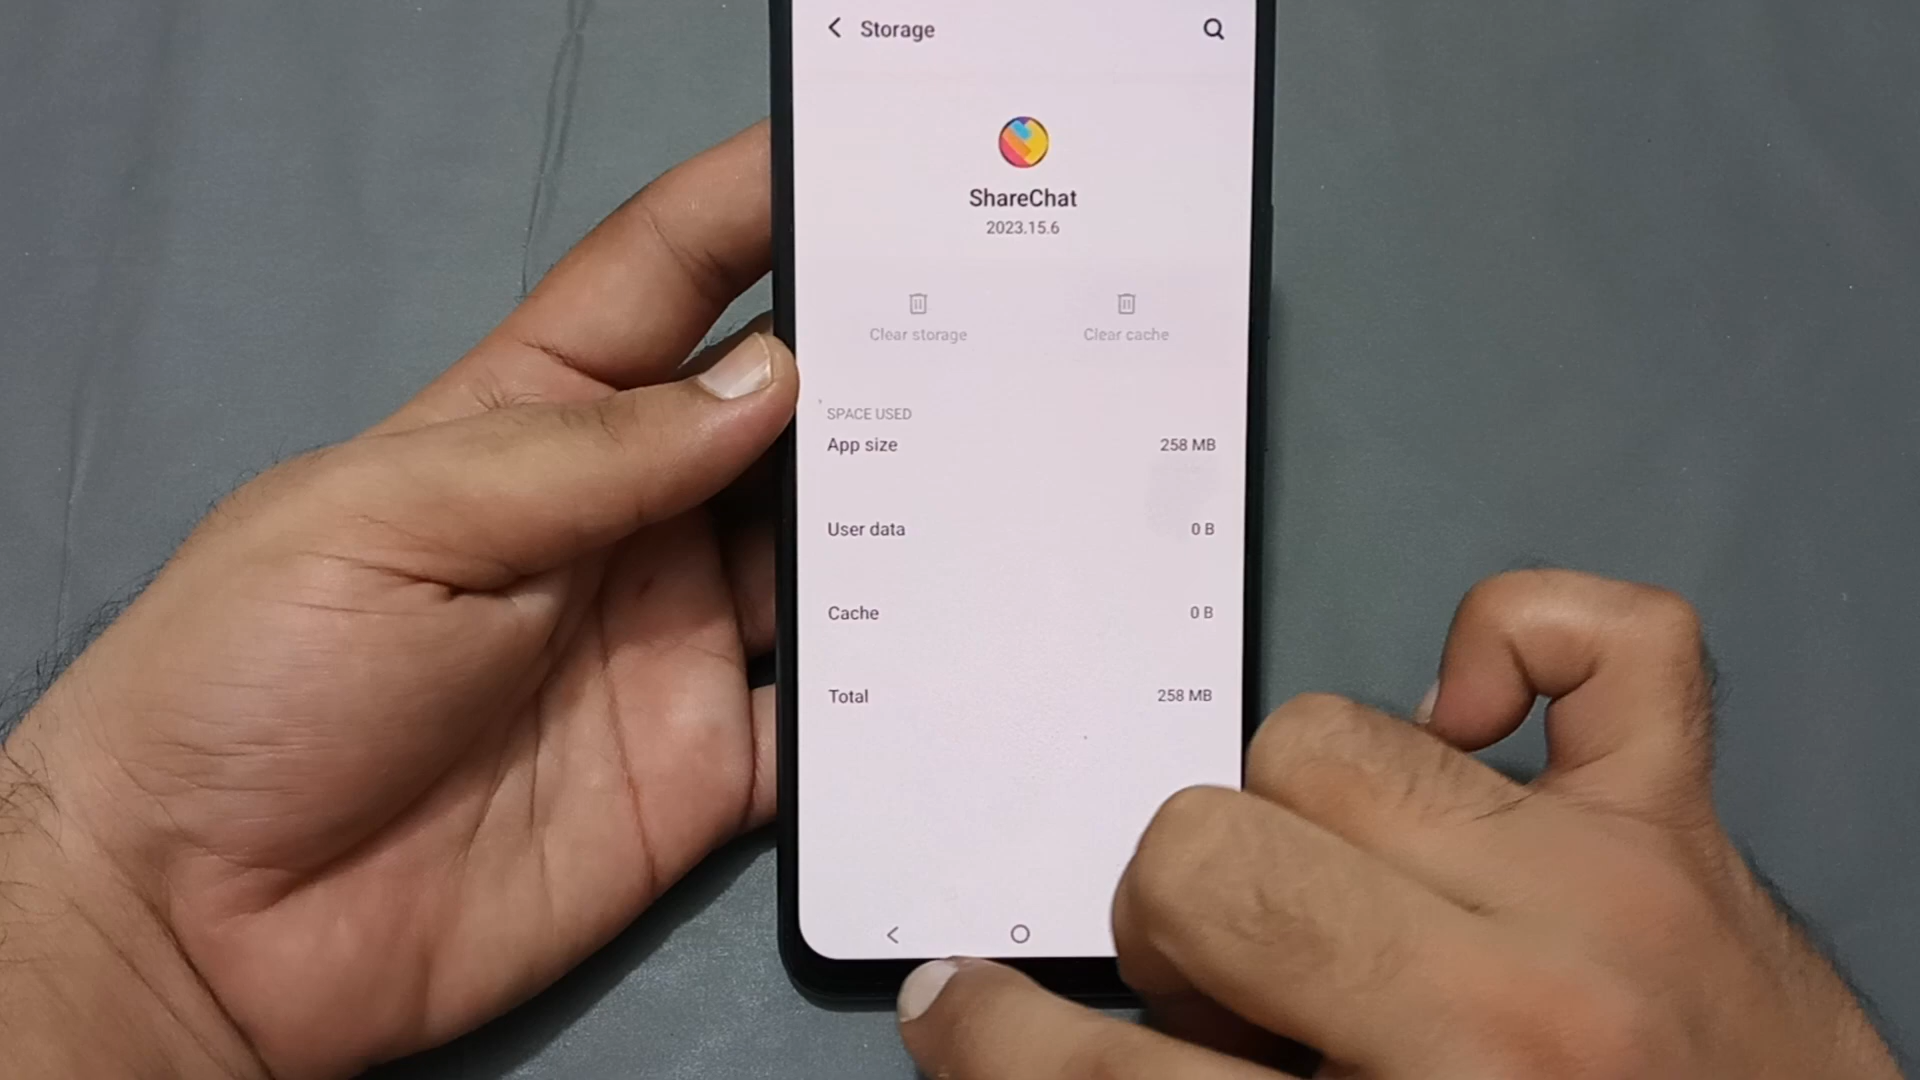 Storage
ShareChat
2023.15.6
Clear storage
Clear cache
SPACE USED
App size 258 MB
User data 0 B
Cache 0 B
Total 258 MB